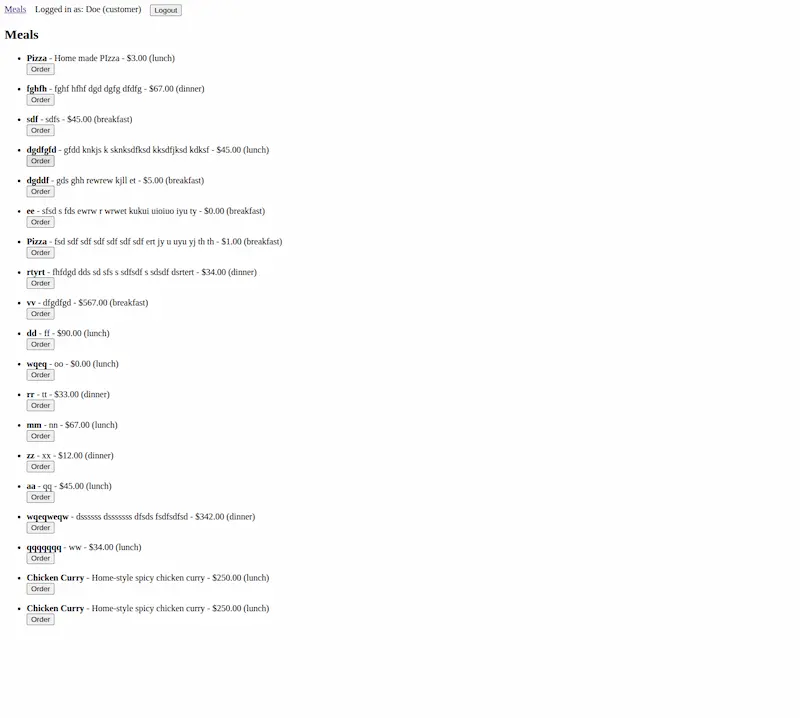 Meals Logged in as: Doe (customer) Logout
Meals
Pizza - Home made PIzza - $3.00 (lunch)
Order
fghfh - fghf hfhf dgd dgfg dfdfg - $67.00 (dinner)
Order
sdf - sdfs - $45.00 (breakfast)
Order
dgdfgfd - gfdd knkjs k sknksdfksd kksdfjksd kdksf - $45.00 (lunch)
Order
dgddf - gds ghh rewrew kjll et - $5.00 (breakfast)
Order
ee - sfsd s fds ewrw r wrwet kukui uioiuo iyu ty - $0.00 (breakfast)
Order
Pizza - fsd sdf sdf sdf sdf sdf sdf ert jy u uyu yj th th - $1.00 (breakfast)
Order
rtyrt - fhfdgd dds sd sfs s sdfsdf s sdsdf dsrtert - $34.00 (dinner)
Order
vv - dfgdfgd - $567.00 (breakfast)
Order
dd - ff - $90.00 (lunch)
Order
wqeq - oo - $0.00 (lunch)
Order
rr - tt - $33.00 (dinner)
Order
mm - nn - $67.00 (lunch)
Order
zz - xx - $12.00 (dinner)
Order
aa - qq - $45.00 (lunch)
Order
wqeqweqw - dssssss dsssssss dfsds fsdfsdfsd - $342.00 (dinner)
Order
qqqqqqq - ww - $34.00 (lunch)
Order
Chicken Curry - Home-style spicy chicken curry - $250.00 (lunch)
Order
Chicken Curry - Home-style spicy chicken curry - $250.00 (lunch)
Order